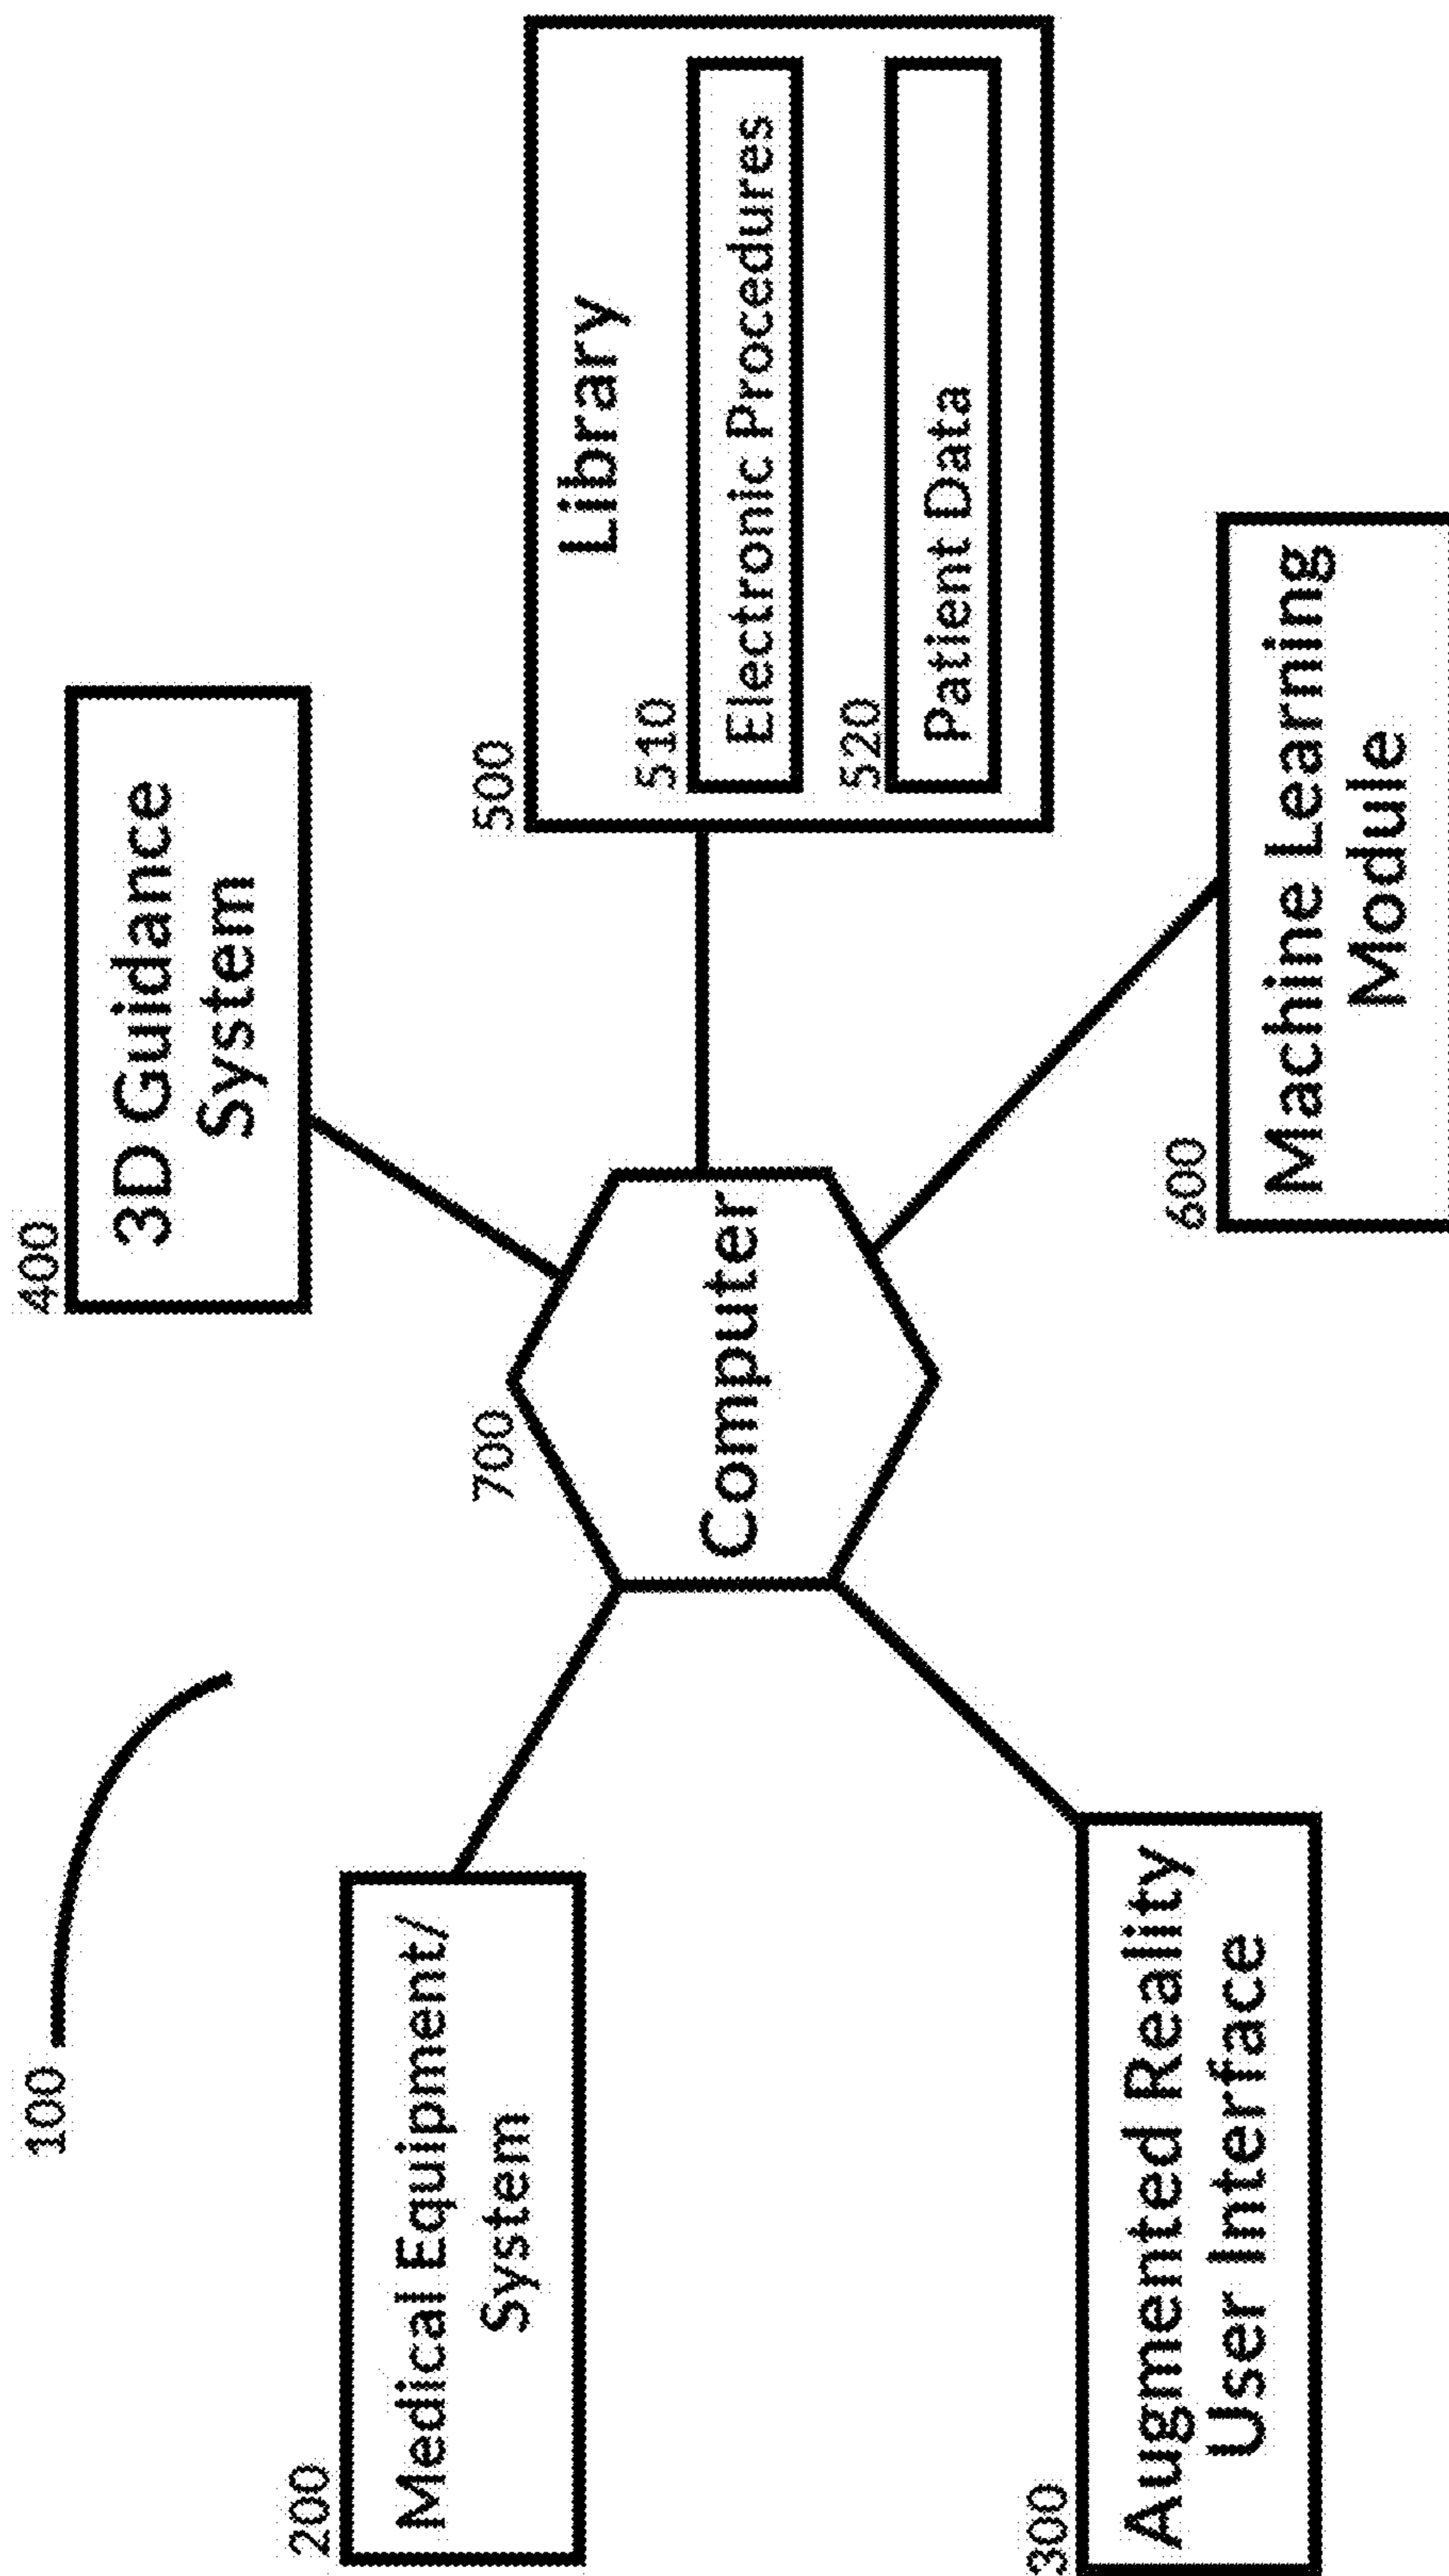 100
200
Medical Equipment/
System
300
Augmented Reality
User Interface
700
Computer
400
3D Guidance
System
500
Library
510
Electronic Procedures
520
Patient Data
600
Machine Learning
Module